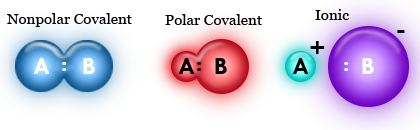 Nonpolar Covalent
Polar Covalent
Ionic
A : B
A : B
A + : B -